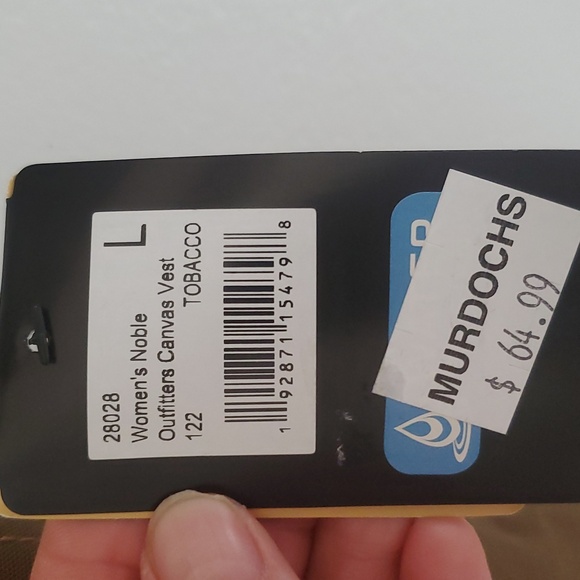 28028
L
Women's Noble
Outfitters Canvas Vest
122 TOBACCO
1 92871 15479 8
MURDOCHS
$ 64.99